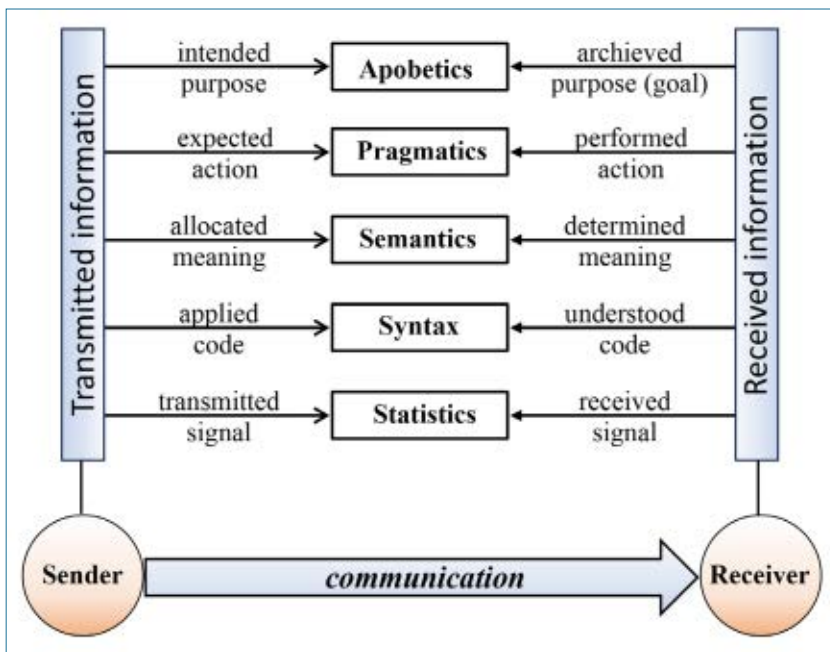 intended
purpose
Apobetics
archieved
purpose (goal)
expected
action
Pragmatics
performed
action
allocated
meaning
Semantics
determined
meaning
applied
code
Syntax
understood
code
transmitted
signal
Statistics
received
signal
Transmitted information
Received information
Sender
communication
Receiver